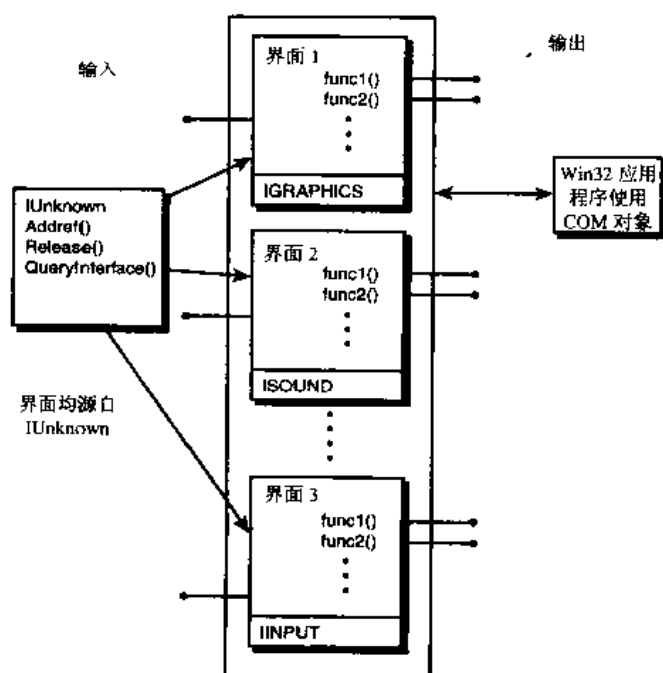 输入
输出
界面 1
func1()
func2()
IGRAPHICS
IUnknown
Addref()
Release()
QueryInterface()
界面 2
func1()
func2()
ISOUND
Win32 应用
程序使用
COM 对象
界面均源自
IUnknown
界面 3
func1()
func2()
IINPUT